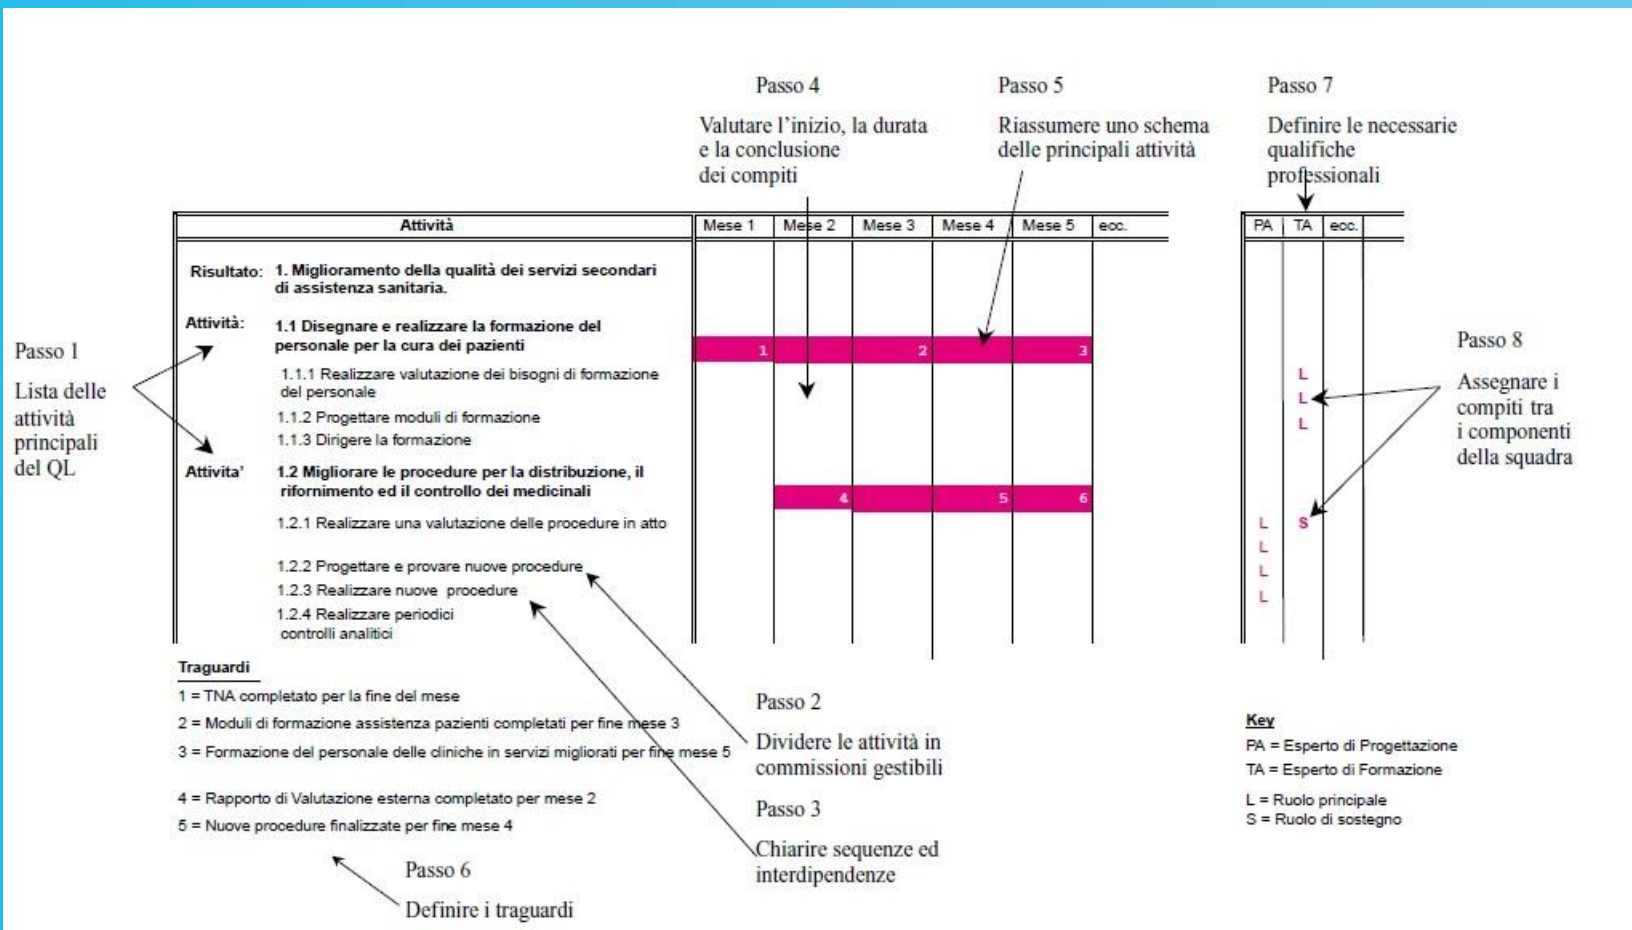 Passo 4
Valutare l'inizio, la durata
e la conclusione
dei compiti
Passo 5
Riassumere uno schema
delle principali attività
Passo 7
Definire le necessarie
qualifiche
professionali
Attività
Mese 1
Mese 2
Mese 3
Mese 4
Mese 5
ecc.
PA
TA
ecc.
Risultato: 1. Miglioramento della qualità dei servizi secondari
di assistenza sanitaria.
Attività: 1.1 Disegnare e realizzare la formazione del
personale per la cura dei pazienti
1
2
3
1.1.1 Realizzare valutazione dei bisogni di formazione
del personale
1.1.2 Progettare moduli di formazione
1.1.3 Dirigere la formazione
L
L
L
Attivita' 1.2 Migliorare le procedure per la distribuzione, il
rifornimento ed il controllo dei medicinali
4
5
6
1.2.1 Realizzare una valutazione delle procedure in atto
L
S
1.2.2 Progettare e provare nuove procedure
1.2.3 Realizzare nuove procedure
1.2.4 Realizzare periodici
controlli analitici
L
L
L
Passo 1
Lista delle
attività
principali
del QL
Passo 8
Assegnare i
compiti tra
i componenti
della squadra
Traguardi
1 = TNA completato per la fine del mese
2 = Moduli di formazione assistenza pazienti completati per fine mese 3
3 = Formazione del personale delle cliniche in servizi migliorati per fine mese 5
4 = Rapporto di Valutazione esterna completato per mese 2
5 = Nuove procedure finalizzate per fine mese 4
Passo 2
Dividere le attività in
commissioni gestibili
Passo 3
Chiarire sequenze ed
interdipendenze
Passo 6
Definire i traguardi
Key
PA = Esperto di Progettazione
TA = Esperto di Formazione
L = Ruolo principale
S = Ruolo di sostegno